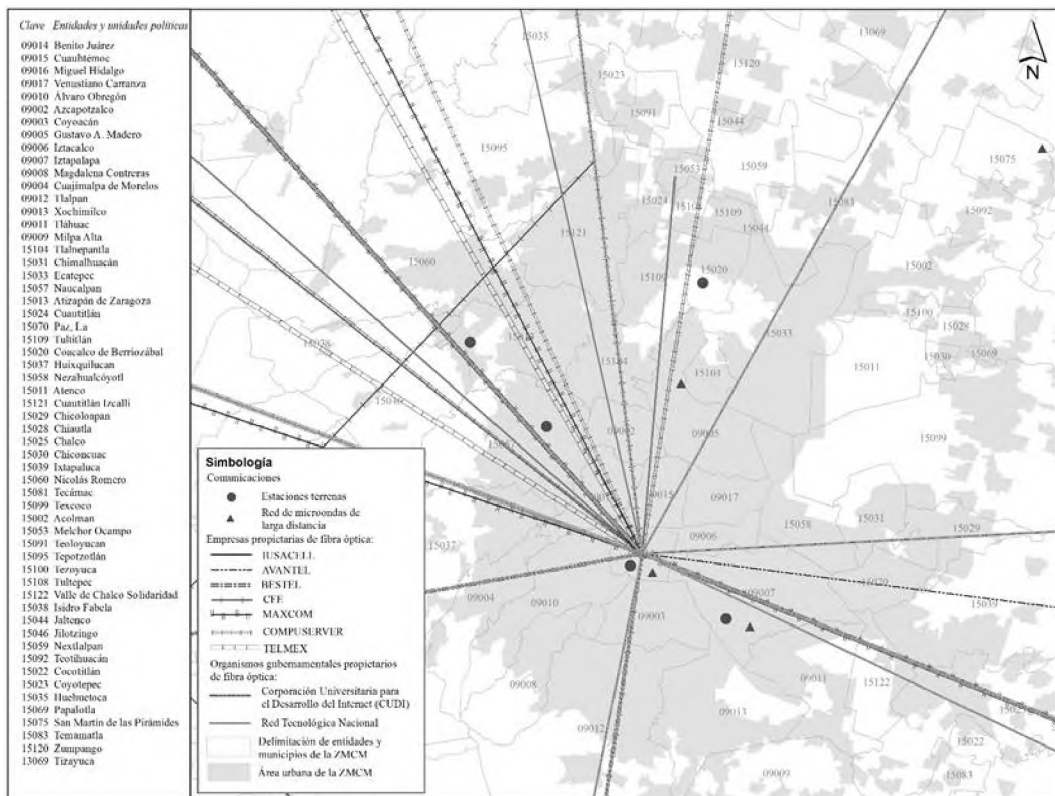 Clave Entidades y unidades políticas
09014 Benito Juárez
09015 Cuauhtémoc
09016 Miguel Hidalgo
09017 Venustiano Carranza
09010 Álvaro Obregón
09002 Azcapotzalco
09003 Coyoacán
09005 Gustavo A. Madero
09006 Iztacalco
09007 Iztapalapa
09008 Magdalena Contreras
09004 Cuajimalpa de Morelos
09012 Tlalpan
09013 Xochimilco
09011 Tláhuac
09009 Milpa Alta
15104 Tlalnepantla
15031 Chimalhuacán
15033 Ecatepec
15057 Naucalpan
15013 Atizapán de Zaragoza
15024 Cuautitlán
15070 Paz, La
15109 Tultitlán
15020 Coacalco de Berriozábal
15037 Huixquilucan
15058 Nezahualcóyotl
15011 Atenco
15121 Cuautitlán Izcalli
15029 Chicoloapan
15028 Chiautla
15025 Chalco
15030 Chiconcuac
15039 Ixtapaluca
15060 Nicolás Romero
15081 Tecámac
15099 Texcoco
15002 Acolman
15053 Melchor Ocampo
15091 Teoloyucan
15095 Tepotzotlán
15100 Tezoyuca
15108 Tultepec
15122 Valle de Chalco Solidaridad
15038 Isidro Fabela
15044 Jaltenco
15046 Jilotzingo
15059 Nextlalpan
15092 Teotihuacán
15022 Cocotitlán
15023 Coyotepec
15035 Huehuetoca
15069 Papalotla
15075 San Martín de las Pirámides
15083 Temamatla
15120 Zumpango
13069 Tizayuca
N
15035
13069
15120
15023
15091
15044
15095
15075
15053
15059
15024
15109
15081
15092
15044
15121
15060
15020
15002
15109
15100
15028
15033
15038
15030
15069
15104
15011
15046
09002
09005
15099
09015
09017
15058
15031
15029
09006
15037
09004
09010
09007
15039
09003
09011
15122
09008
09013
09012
15022
09009
15083
Simbología
Comunicaciones
Estaciones terrenas
Red de microondas de
larga distancia
Empresas propietarias de fibra óptica:
IUSACELL
AVANTEL
BESTEL
CFE
MAXCOM
COMPUSERVER
TELMEX
Organismos gubernamentales propietarios
de fibra óptica:
Corporación Universitaria para
el Desarrollo del Internet (CUDI)
Red Tecnológica Nacional
Delimitación de entidades y
municipios de la ZMCM
Área urbana de la ZMCM